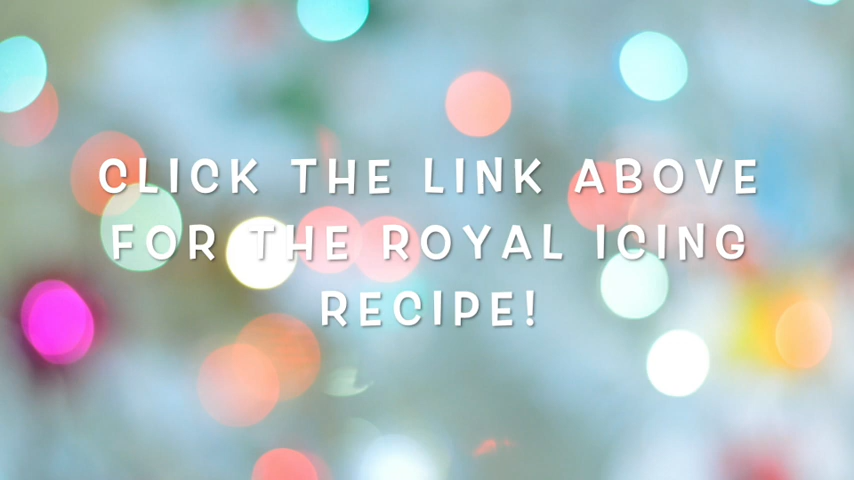 CLICK THE LINK ABOVE
FOR THE ROYAL ICING
RECIPE!